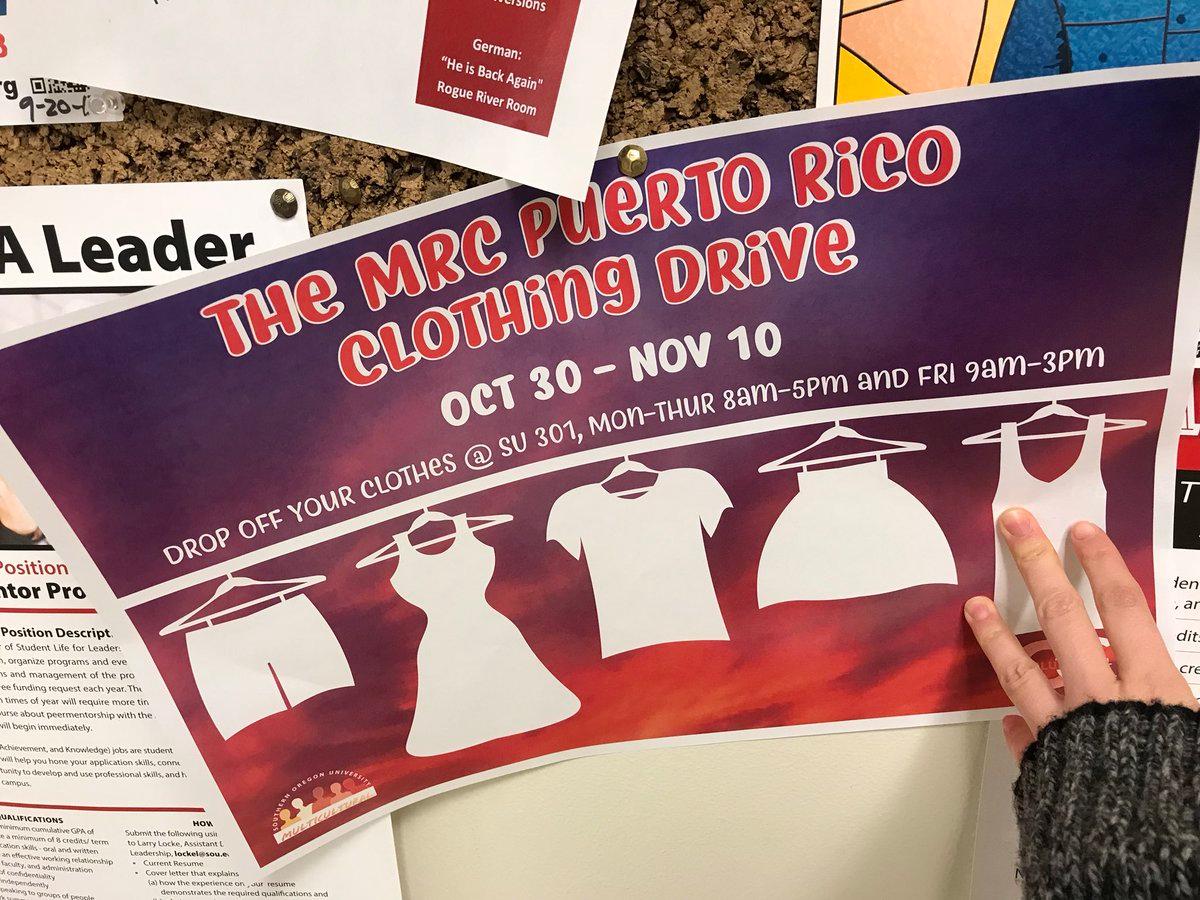 German:
"He is Back Again"
Rogue River Room
9-20-
A Leader
THE MRC PUERTO RICO
CLOTHING DRIVE
OCT 30 – NOV 10
DROP OFF YOUR CLOTHES @ SU 301, MON-THUR 8am-5pm and FRI 9am-3pm
SOUTHERN OREGON UNIVERSITY
MULTICULTURAL
Position
ntor Pro
Position Descript
r of Student Life for Leader
, organize programs and eve
ns and management of the pro
ee funding request each year. The
times of year will require more tin
urse about peermentorship with the
will begin immediately.
Achievement, and Knowledge) jobs are student
will help you hone your application skills, conne
tunity to develop and use professional skills, and h
campus.
QUALIFICATIONS
minimum cumulative GPA of
e a minimum of 8 credits/ term
cation skills - oral and written
an effective working relationship
faculty, and administration
of confidentiality
independently
peaking to groups of people
HOW
Submit the following usin
to Larry Locke, Assistant D
Leadership, lockel@sou.e
• Current Resume
• Cover letter that explains
(a) how the experience on your resume
demonstrates the required qualifications and